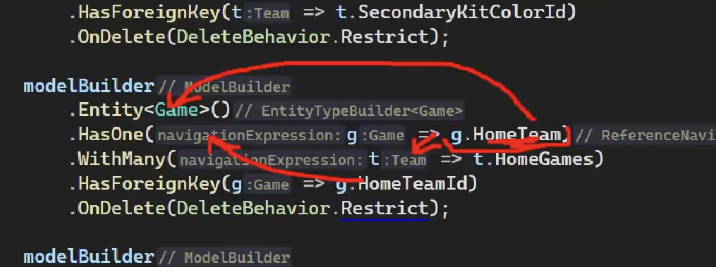 .HasForeignKey(t:Team => t.SecondaryKitColorId)
.OnDelete(DeleteBehavior.Restrict);
modelBuilder // ModelBuilder
.Entity<Game>() // EntityTypeBuilder<Game>
.HasOne(navigationExpression: g:Game => g.HomeTeam) // ReferenceNavi
.WithMany(navigationExpression: t:Team => t.HomeGames)
.HasForeignKey(g:Game => g.HomeTeamId)
.OnDelete(DeleteBehavior.Restrict);
modelBuilder // ModelBuilder